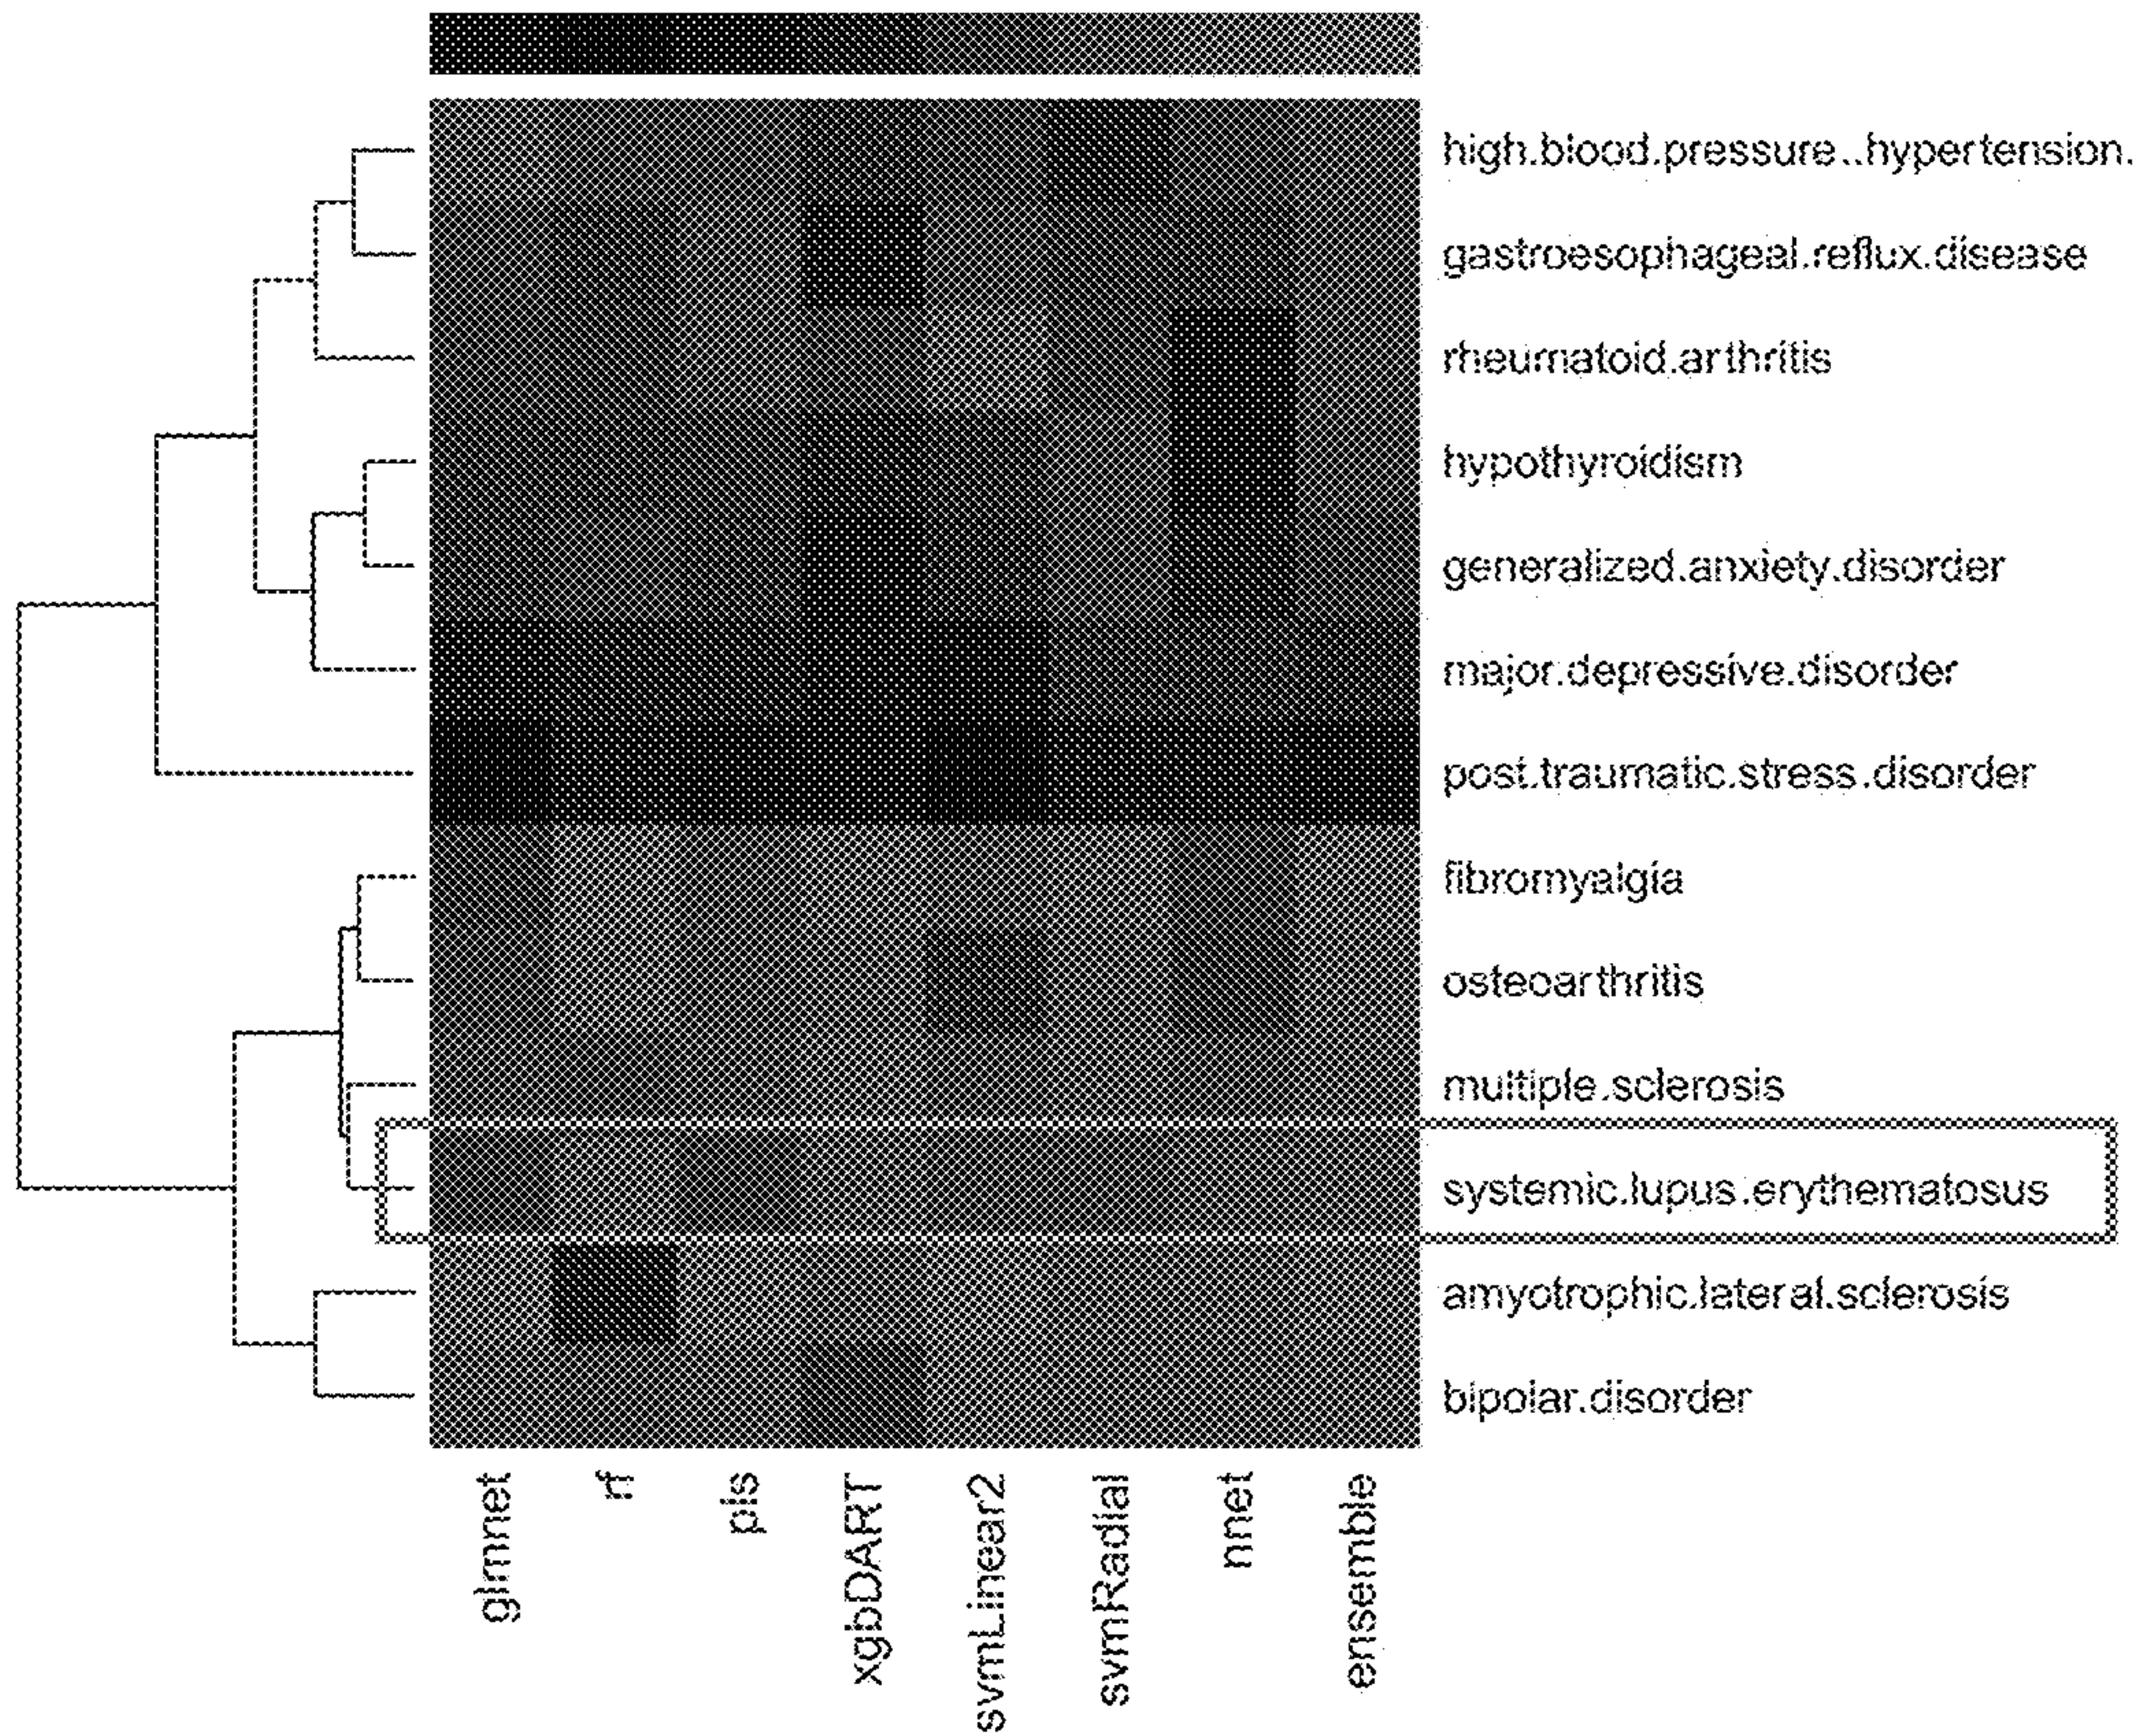 high.blood.pressure..hypertension.
gastroesophageal.reflux.disease
rheumatoid.arthritis
hypothyroidism
generalized.anxiety.disorder
major.depressive.disorder
post.traumatic.stress.disorder
fibromyalgia
osteoarthritis
multiple.sclerosis
systemic.lupus.erythematosus
amyotrophic.lateral.sclerosis
bipolar.disorder
glmnet
rf
pls
xgbDART
svmLinear2
svmRadial
nnet
ensemble